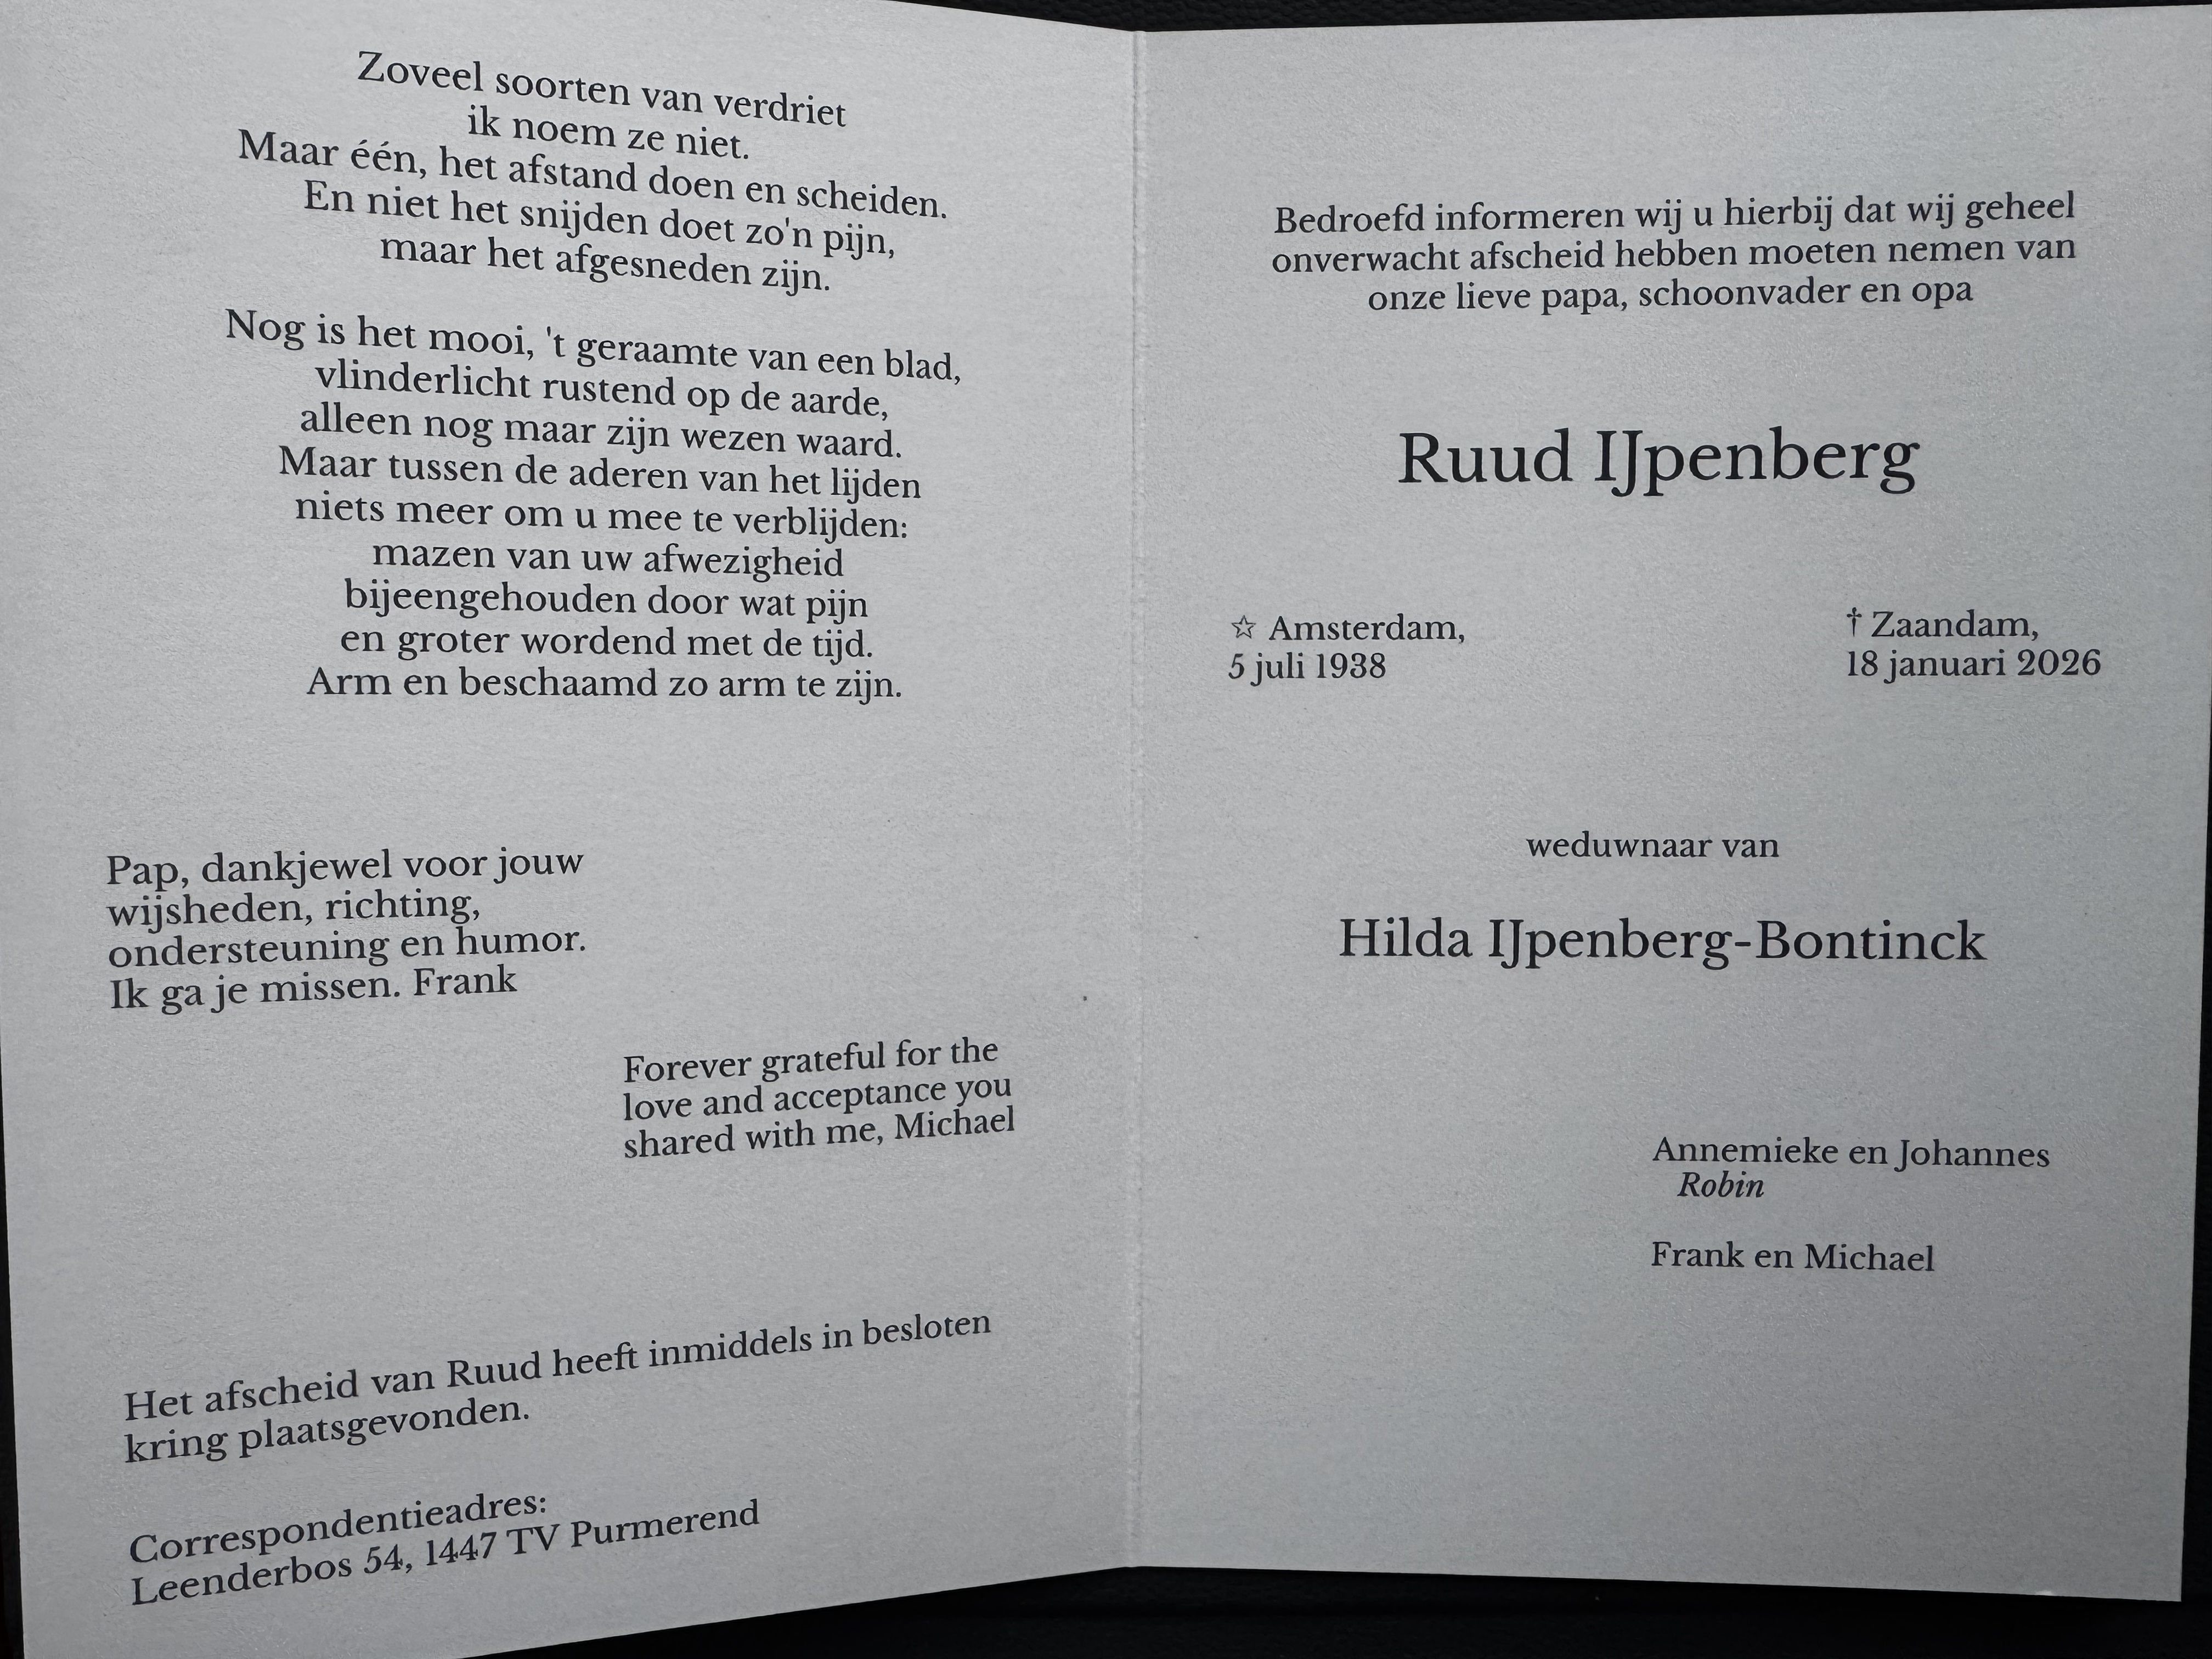 Zoveel soorten van verdriet
ik noem ze niet.
Maar één, het afstand doen en scheiden.
En niet het snijden doet zo'n pijn,
maar het afgesneden zijn.
Nog is het mooi, 't geraamte van een blad,
vlinderlicht rustend op de aarde,
alleen nog maar zijn wezen waard.
Maar tussen de aderen van het lijden
niets meer om u mee te verblijden:
mazen van uw afwezigheid
bijeengehouden door wat pijn
en groter wordend met de tijd.
Arm en beschaamd zo arm te zijn.
Pap, dankjewel voor jouw
wijsheden, richting,
ondersteuning en humor.
Ik ga je missen. Frank
Forever grateful for the
love and acceptance you
shared with me, Michael
Het afscheid van Ruud heeft inmiddels in besloten
kring plaatsgevonden.
Correspondentieadres:
Leenderbos 54, 1447 TV Purmerend
Bedroefd informeren wij u hierbij dat wij geheel
onverwacht afscheid hebben moeten nemen van
onze lieve papa, schoonvader en opa
Ruud IJpenberg
☆ Amsterdam,
5 juli 1938
† Zaandam,
18 januari 2026
weduwnaar van
Hilda IJpenberg-Bontinck
Annemieke en Johannes
Robin
Frank en Michael